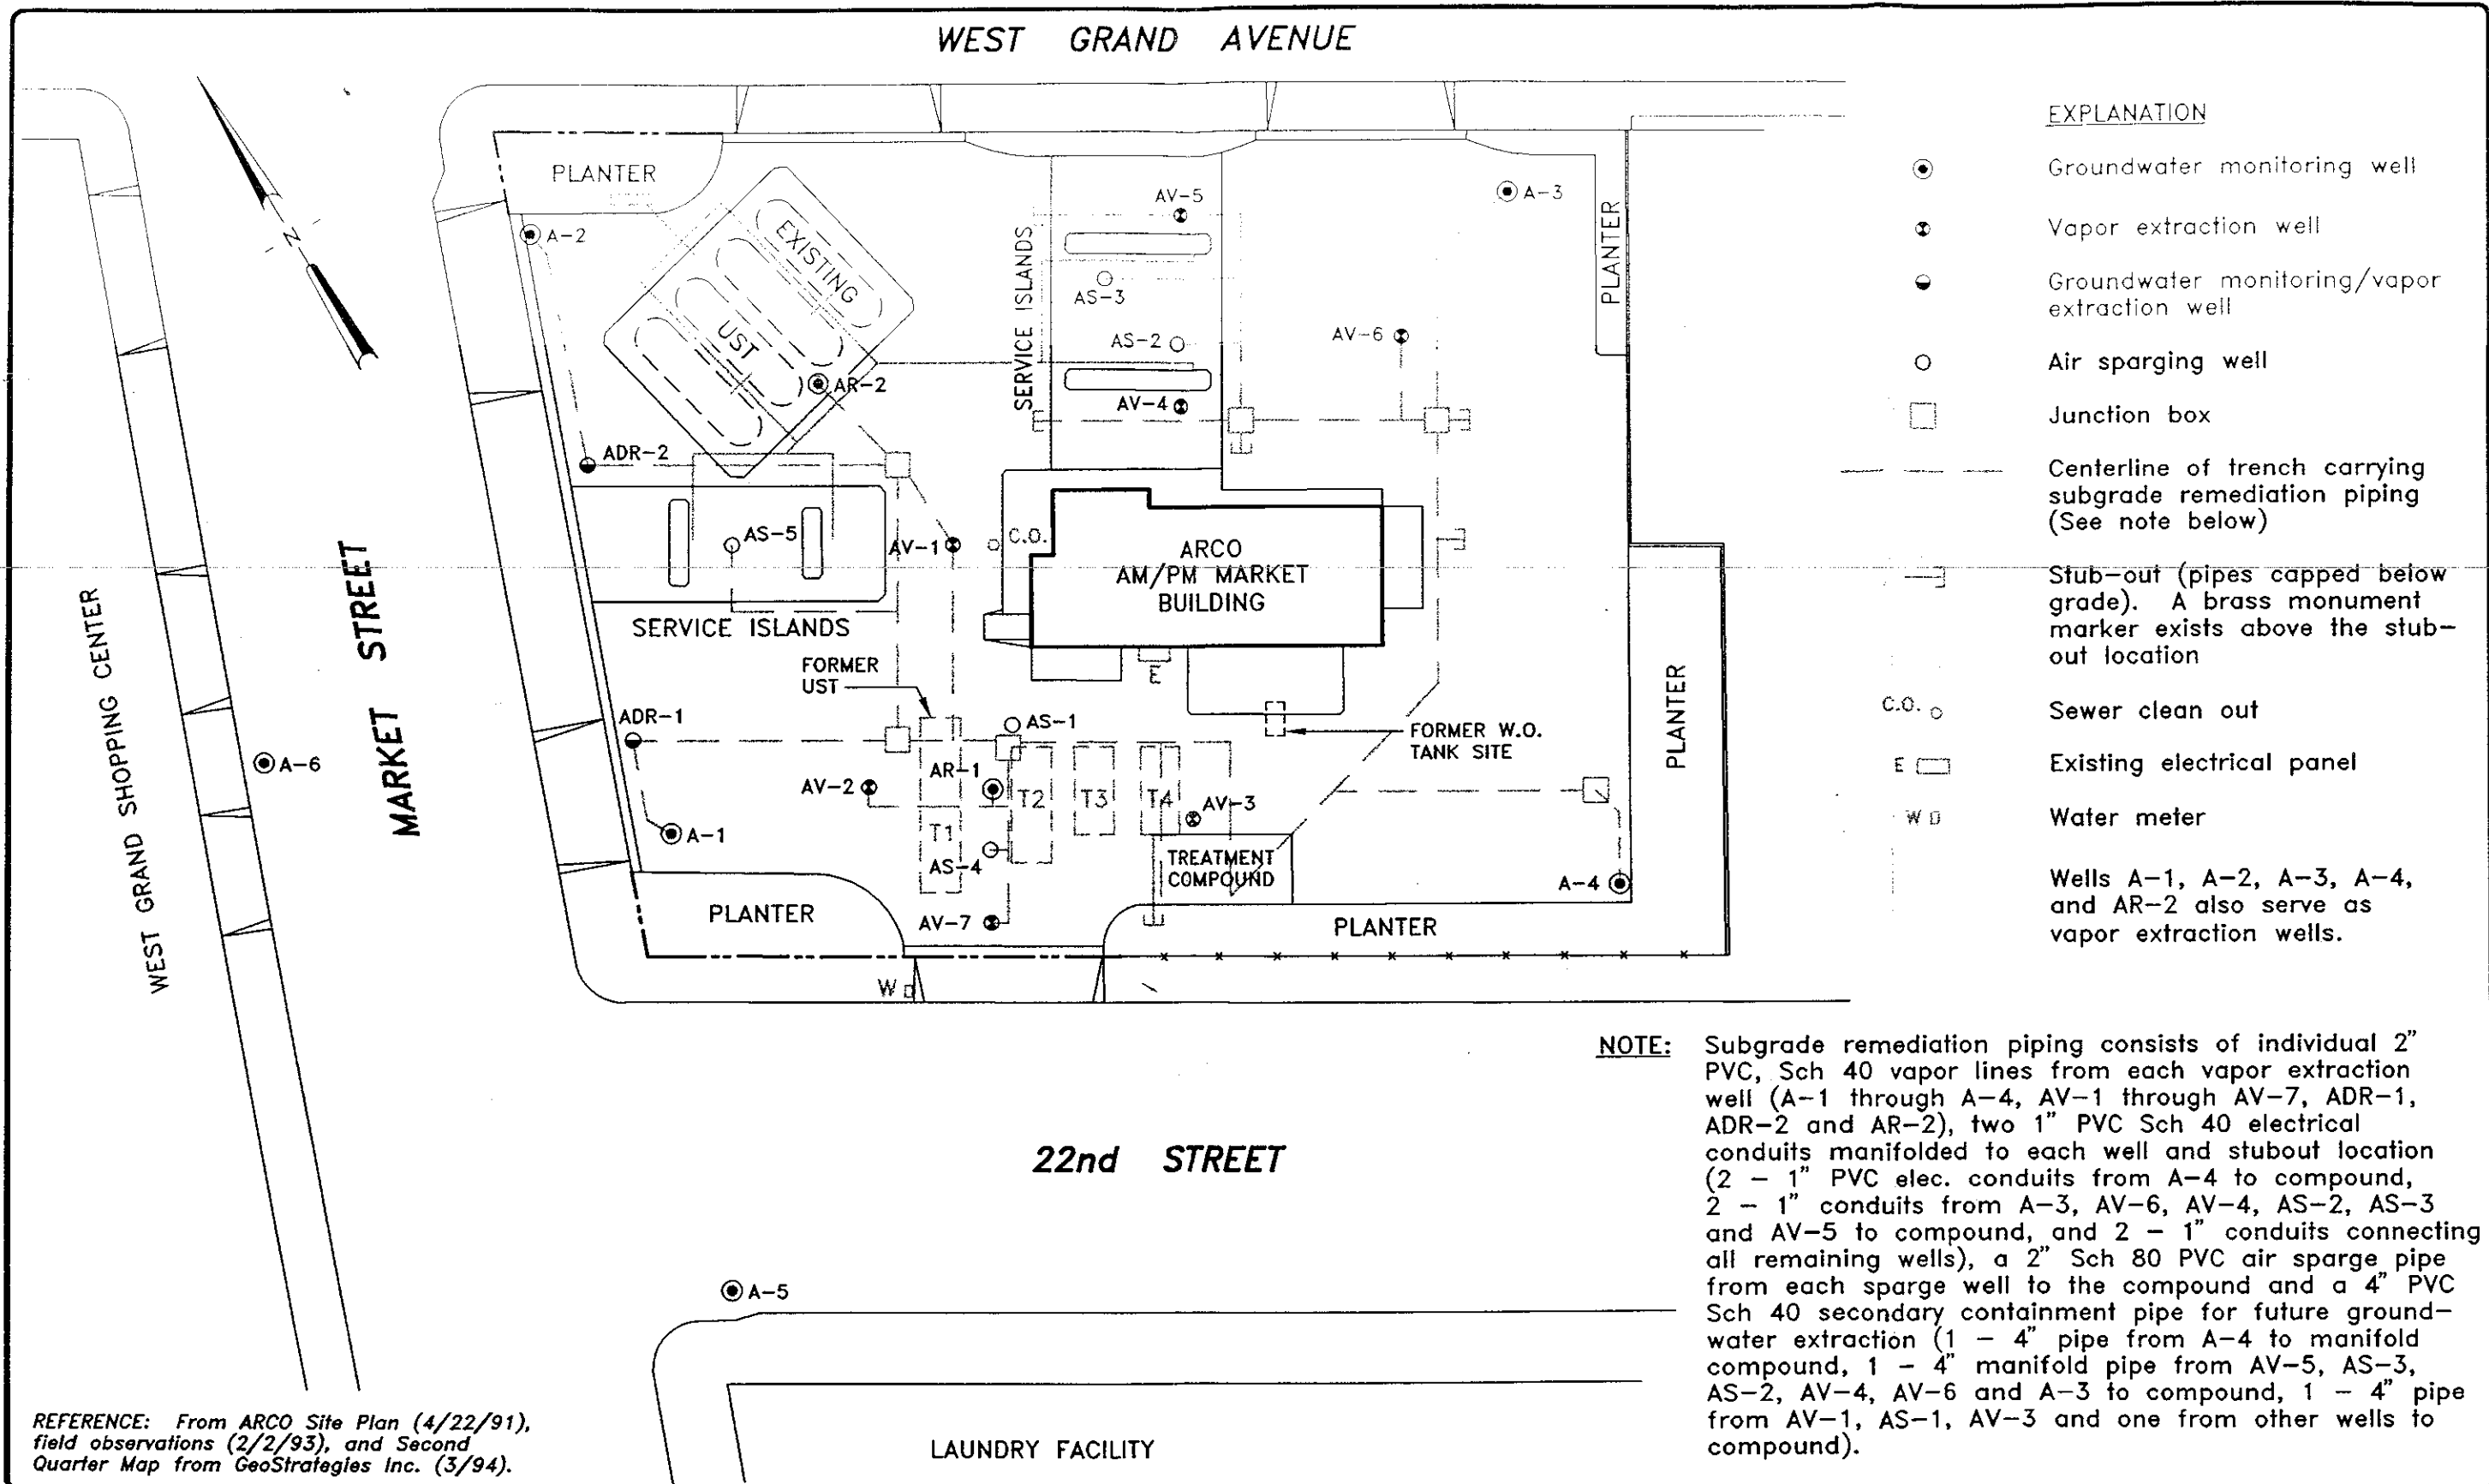 WEST GRAND AVENUE
PLANTER
A-2
EXISTING
UST
AR-2
ADR-2
SERVICE ISLANDS
AV-5
AS-3
AS-2
AV-4
AV-6
A-3
PLANTER
AS-5
AV-1
C.O.
ARCO
AM/PM MARKET
BUILDING
SERVICE ISLANDS
FORMER
UST
E
ADR-1
AS-1
FORMER W.O.
TANK SITE
PLANTER
AV-2
AR-1
T1
T2
T3
T4
AV-3
A-1
AS-4
TREATMENT
COMPOUND
A-4
PLANTER
AV-7
PLANTER
W
N
WEST GRAND SHOPPING CENTER
A-6
MARKET STREET
22nd STREET
A-5
LAUNDRY FACILITY
EXPLANATION
Groundwater monitoring well
Vapor extraction well
Groundwater monitoring/vapor
extraction well
Air sparging well
Junction box
Centerline of trench carrying
subgrade remediation piping
(See note below)
Stub-out (pipes capped below
grade). A brass monument
marker exists above the stub-
out location
C.O. Sewer clean out
E Existing electrical panel
W Water meter
Wells A-1, A-2, A-3, A-4,
and AR-2 also serve as
vapor extraction wells.
NOTE: Subgrade remediation piping consists of individual 2"
PVC, Sch 40 vapor lines from each vapor extraction
well (A-1 through A-4, AV-1 through AV-7, ADR-1,
ADR-2 and AR-2), two 1" PVC Sch 40 electrical
conduits manifolded to each well and stubout location
(2 - 1" PVC elec. conduits from A-4 to compound,
2 - 1" conduits from A-3, AV-6, AV-4, AS-2, AS-3
and AV-5 to compound, and 2 - 1" conduits connecting
all remaining wells), a 2" Sch 80 PVC air sparge pipe
from each sparge well to the compound and a 4" PVC
Sch 40 secondary containment pipe for future ground-
water extraction (1 - 4" pipe from A-4 to manifold
compound, 1 - 4" manifold pipe from AV-5, AS-3,
AS-2, AV-4, AV-6 and A-3 to compound, 1 - 4" pipe
from AV-1, AS-1, AV-3 and one from other wells to
compound).
REFERENCE: From ARCO Site Plan (4/22/91),
field observations (2/2/93), and Second
Quarter Map from GeoStrategies Inc. (3/94).